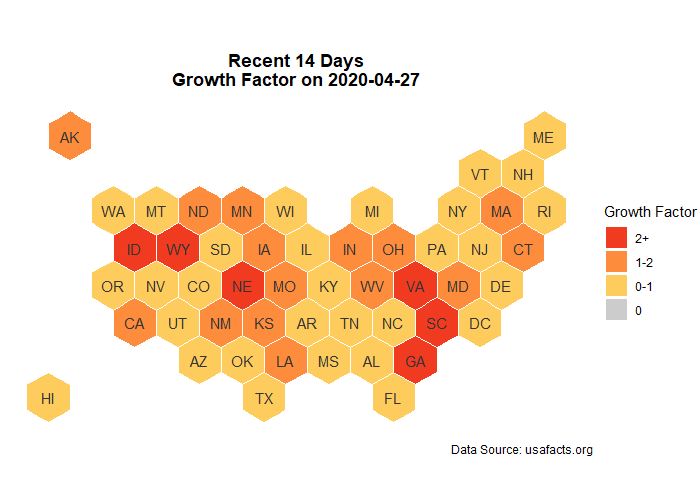 Recent 14 Days
Growth Factor on 2020-04-27
AK
ME
VT NH
WA MT ND MN WI MI NY MA RI
Growth Factor
ID WY SD IA IL IN OH PA NJ CT
2+
1-2
OR NV CO NE MO KY WV VA MD DE
0-1
0
CA UT NM KS AR TN NC SC DC
AZ OK LA MS AL GA
HI TX FL
Data Source: usafacts.org